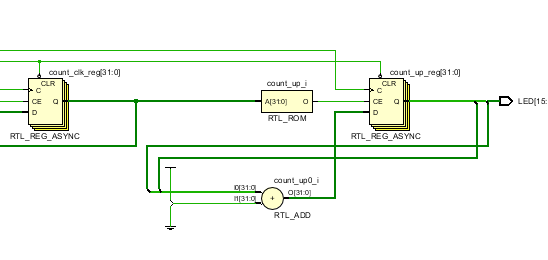 count_clk_reg[31:0]
CLR
C
CE Q
D
RTL_REG_ASYNC
count_up_i
A[31:0] O
RTL_ROM
count_up_reg[31:0]
CLR
C
CE Q
D
RTL_REG_ASYNC
LED[15:
count_up0_i
I0[31:0]
I1[31:0]
+
O[31:0]
RTL_ADD